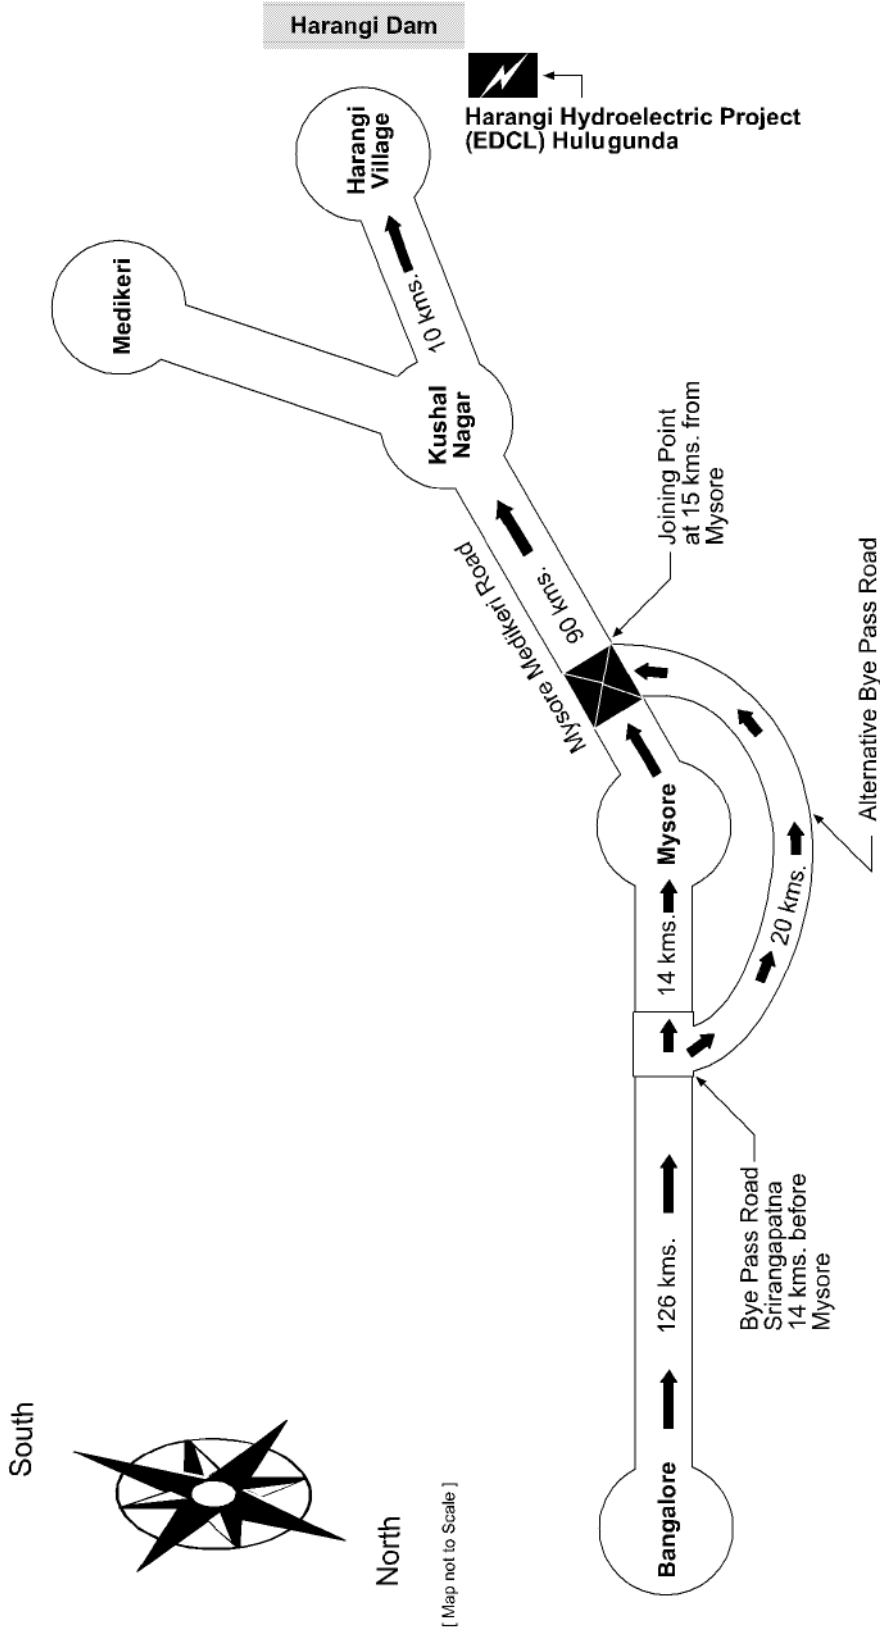 Harangi Dam
Harangi Hydroelectric Project
(EDCL) Hulugunda
Harangi
Village
Medikeri
10 kms.
Kushal
Nagar
Joining Point
at 15 kms. from
Mysore
Mysore Medikeri Road
90 kms.
Alternative Bye Pass Road
Mysore
14 kms.
20 kms.
Bye Pass Road
Srirangapatna
14 kms. before
Mysore
126 kms.
Bangalore
South
North
[ Map not to Scale ]